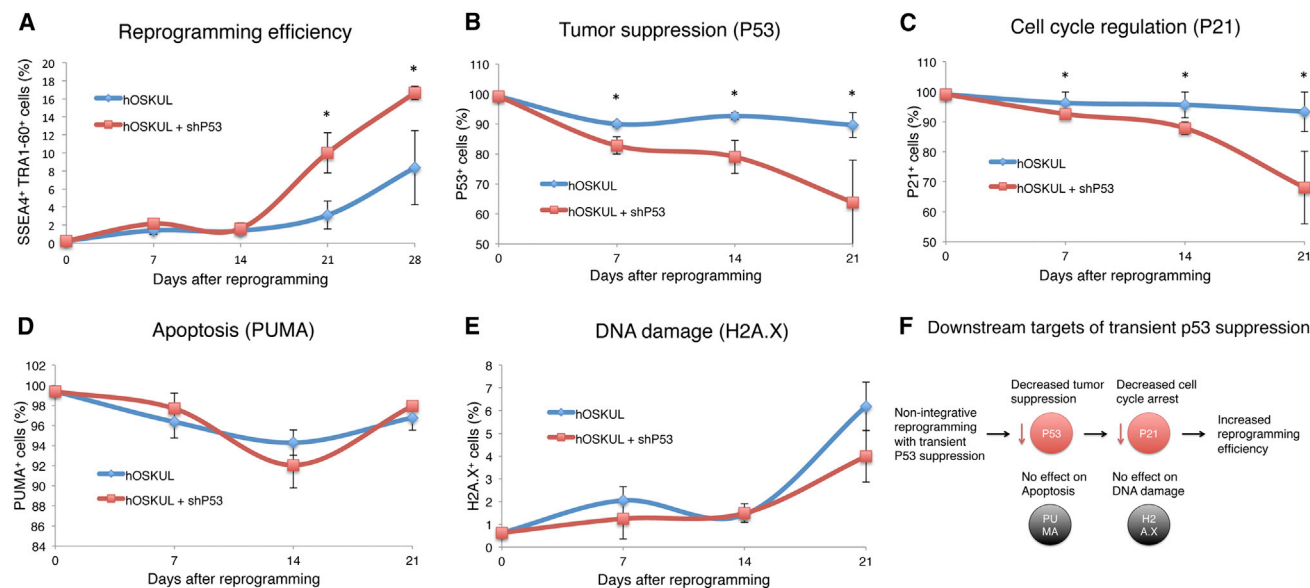 A
Reprogramming efficiency
SSEA4⁺ TRA1-60⁺ cells (%)
20
18
16
14
12
10
8
6
4
2
0
hOSKUL
hOSKUL + shP53
*
*
0 7 14 21 28
Days after reprogramming
B
Tumor suppression (P53)
P53⁺ cells (%)
110
100
90
80
70
60
50
*
*
*
hOSKUL
hOSKUL + shP53
0 7 14 21
Days after reprogramming
C
Cell cycle regulation (P21)
P21⁺ cells (%)
110
100
90
80
70
60
50
*
*
*
hOSKUL
hOSKUL + shP53
0 7 14 21
Days after reprogramming
D
Apoptosis (PUMA)
PUMA⁺ cells (%)
102
100
98
96
94
92
90
88
86
84
hOSKUL
hOSKUL + shP53
0 7 14 21
Days after reprogramming
E
DNA damage (H2A.X)
H2A.X⁺ cells (%)
8
7
6
5
4
3
2
1
0
hOSKUL
hOSKUL + shP53
0 7 14 21
Days after reprogramming
F
Downstream targets of transient p53 suppression
Non-integrative
reprogramming
with transient
P53 suppression
Decreased tumor
suppression
P53
Decreased cell
cycle arrest
P21
Increased
reprogramming
efficiency
No effect on
Apoptosis
PU
MA
No effect on
DNA damage
H2
A.X